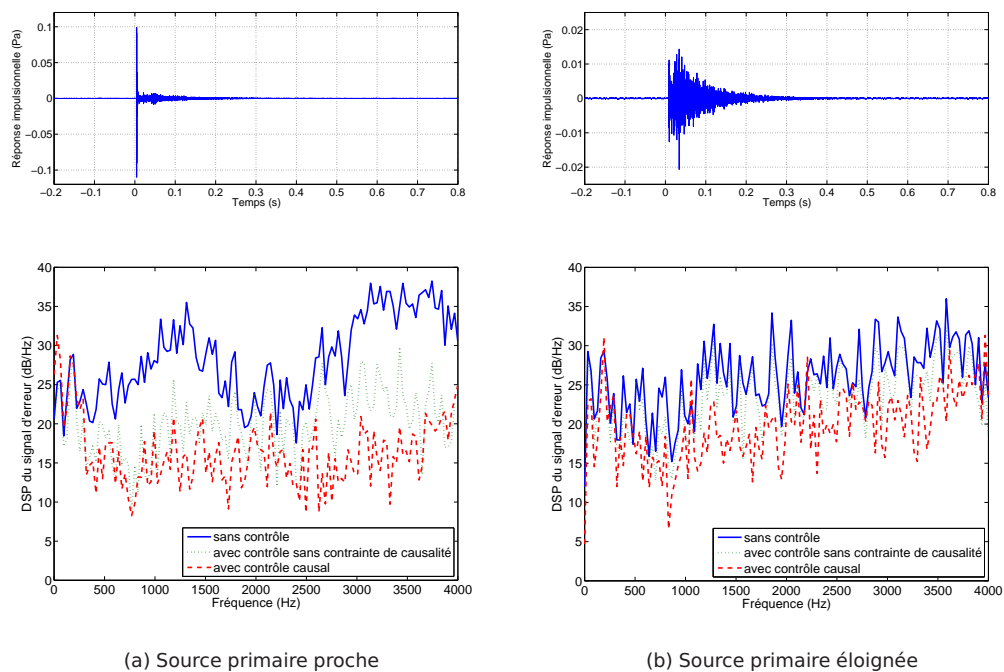 Réponse impulsionnelle (Pa)
0.1
0.05
0
−0.05
−0.1
−0.2 −0.1 0 0.1 0.2 0.3 0.4 0.5 0.6 0.7 0.8
Temps (s)
Réponse impulsionnelle (Pa)
0.02
0.01
0
−0.01
−0.02
−0.2 −0.1 0 0.1 0.2 0.3 0.4 0.5 0.6 0.7 0.8
Temps (s)
DSP du signal d'erreur (dB/Hz)
40
35
30
25
20
15
10
5
0
sans contrôle
avec contrôle sans contrainte de causalité
avec contrôle causal
0 500 1000 1500 2000 2500 3000 3500 4000
Fréquence (Hz)
DSP du signal d'erreur (dB/Hz)
40
35
30
25
20
15
10
5
0
sans contrôle
avec contrôle sans contrainte de causalité
avec contrôle causal
0 500 1000 1500 2000 2500 3000 3500 4000
Fréquence (Hz)
(a) Source primaire proche
(b) Source primaire éloignée